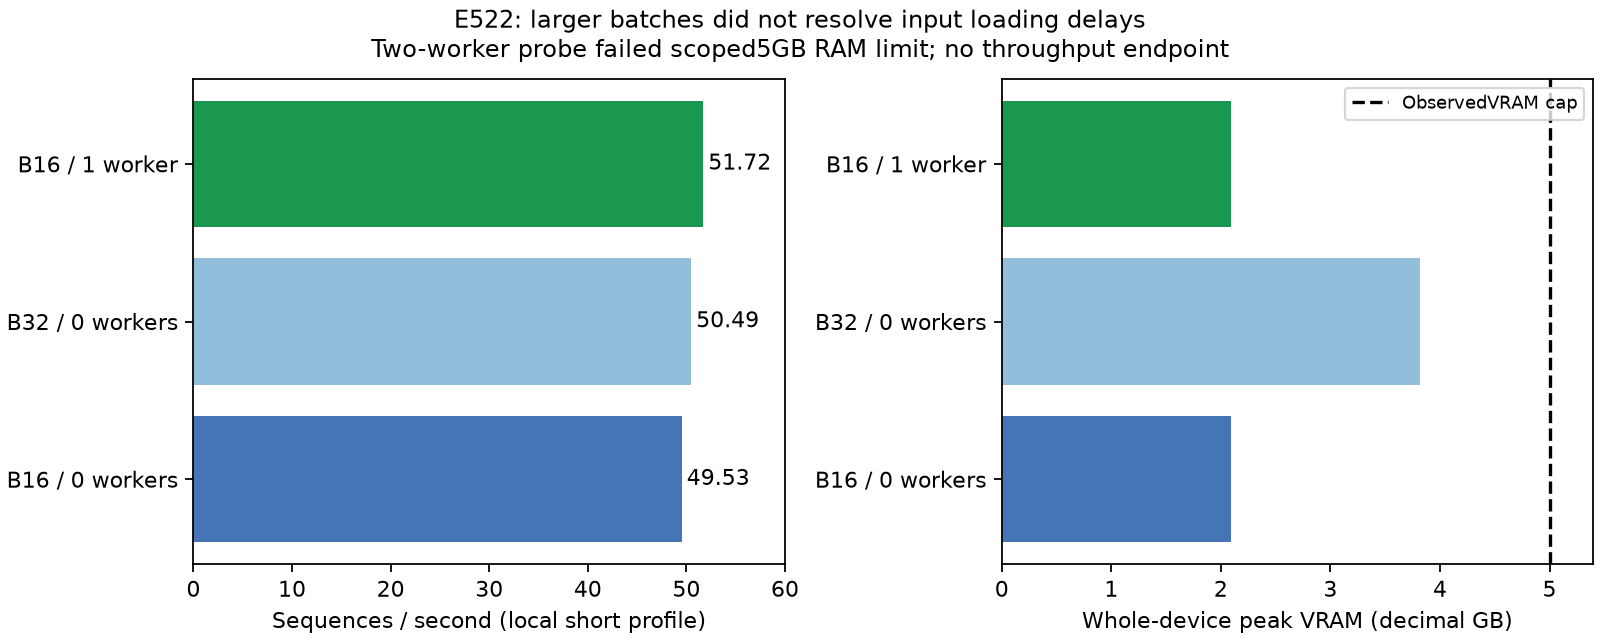 E522: larger batches did not resolve input loading delays
Two-worker probe failed scoped5GB RAM limit; no throughput endpoint
B16 / 1 worker
51.72
B32 / 0 workers
50.49
B16 / 0 workers
49.53
0 10 20 30 40 50 60
Sequences / second (local short profile)
ObservedVRAM cap
B16 / 1 worker
B32 / 0 workers
B16 / 0 workers
0 1 2 3 4 5
Whole-device peak VRAM (decimal GB)